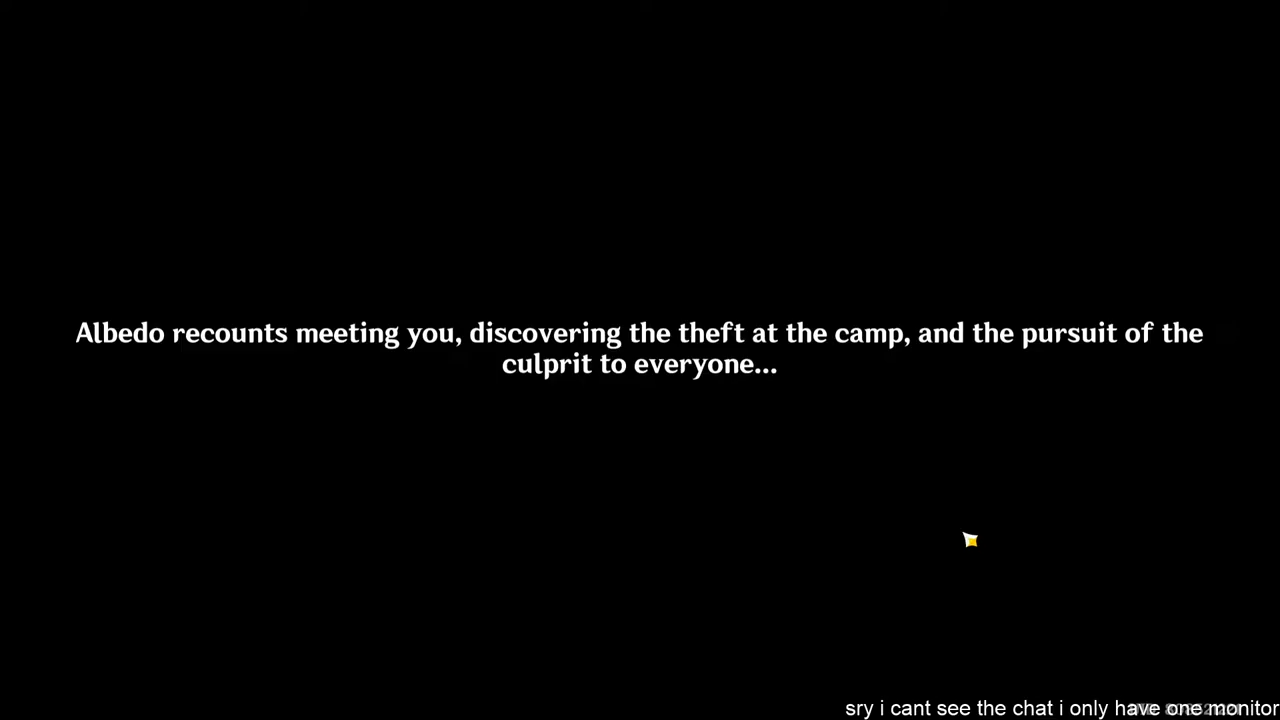 Albedo recounts meeting you, discovering the theft at the camp, and the pursuit of the
culprit to everyone...
sry i cant see the chat i only have one monitor